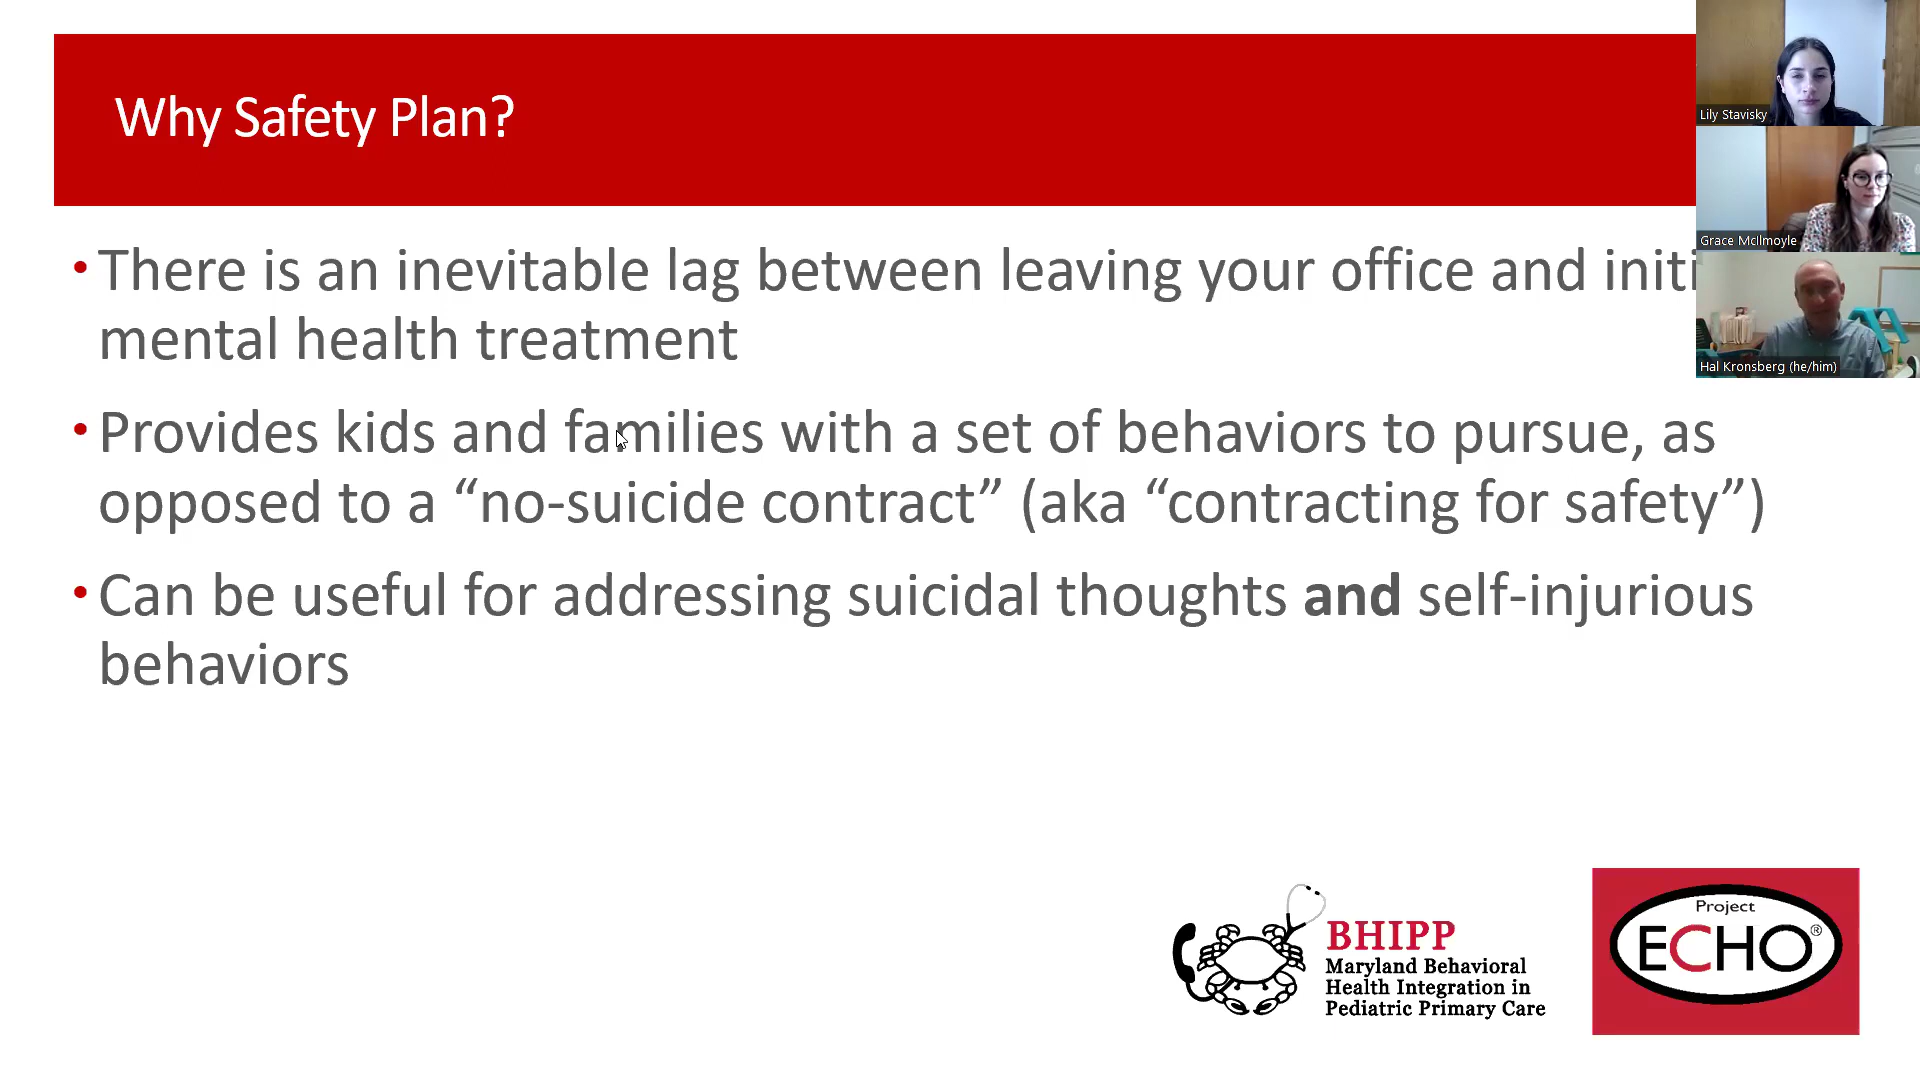 Why Safety Plan?
Lily Stavisky
Grace McIlmoyle
Hal Kronsberg (he/him)
• There is an inevitable lag between leaving your office and initi
mental health treatment
• Provides kids and families with a set of behaviors to pursue, as
opposed to a “no-suicide contract” (aka “contracting for safety”)
• Can be useful for addressing suicidal thoughts and self-injurious
behaviors
BHIPP
Maryland Behavioral
Health Integration in
Pediatric Primary Care
Project
ECHO®